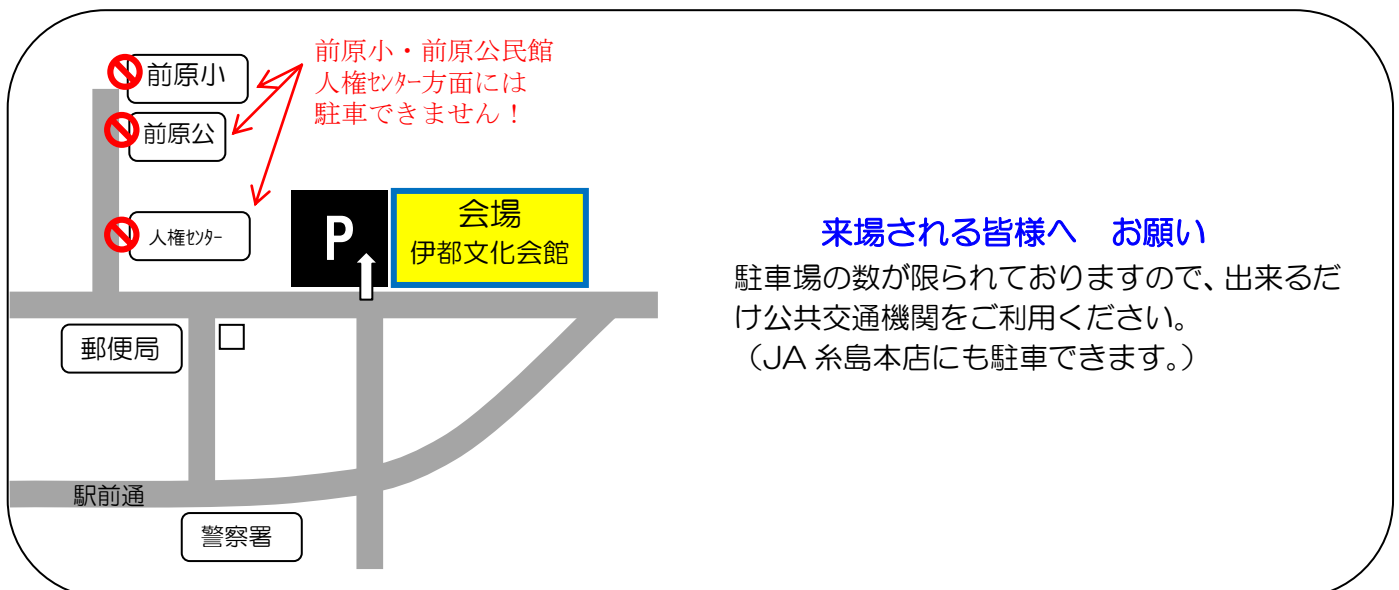 前原小・前原公民館
人権ｾﾝﾀｰ方面には
駐車できません！
前原小
前原公
人権ｾﾝﾀｰ
P
会場
伊都文化会館
郵便局
駅前通
警察署
来場される皆様へ　お願い
駐車場の数が限られておりますので、出来るだ
け公共交通機関をご利用ください。
（JA 糸島本店にも駐車できます。）